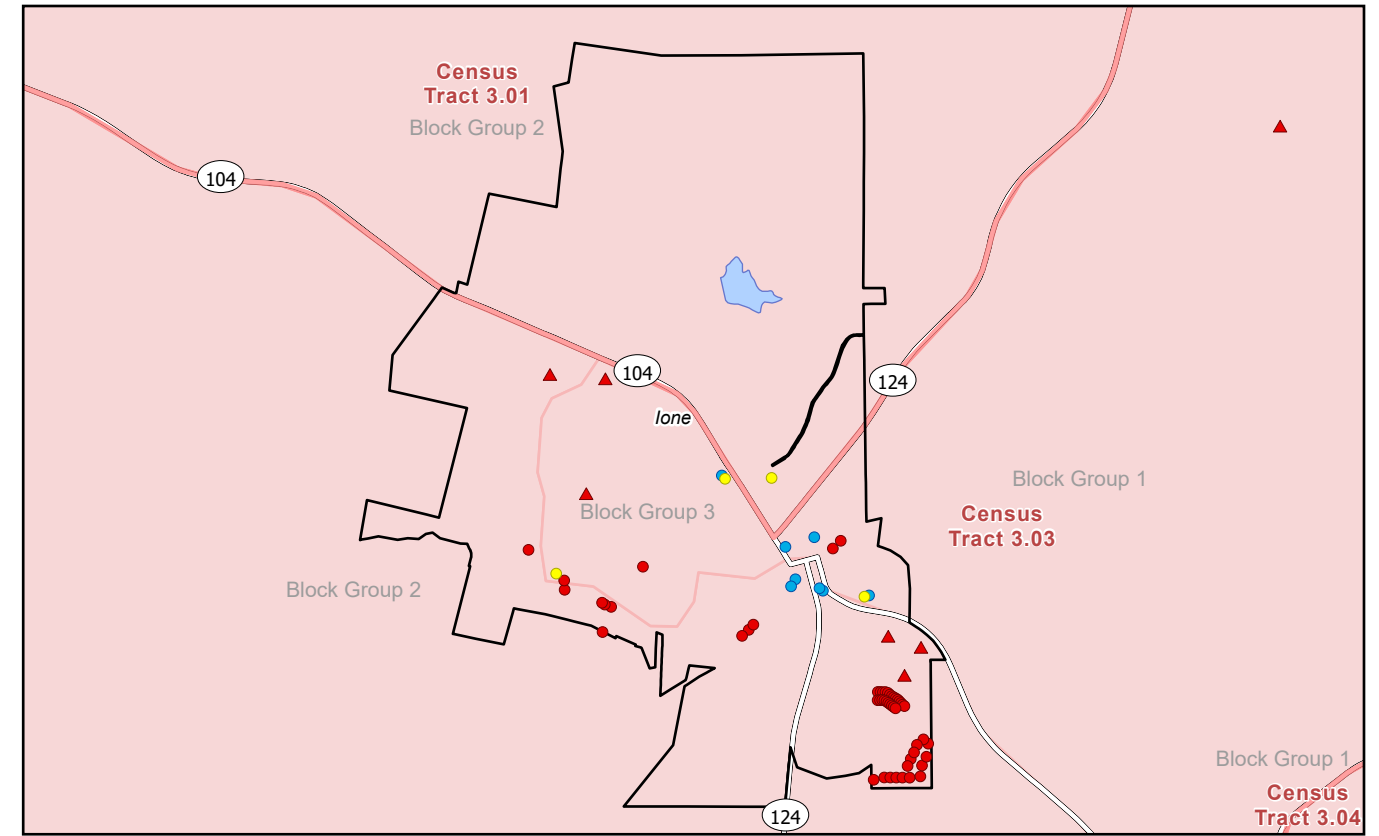 Census
Tract 3.01
Block Group 2
104
104
124
Ione
Block Group 1
Census
Tract 3.03
Block Group 3
Block Group 2
Block Group 1
Census
Tract 3.04
124